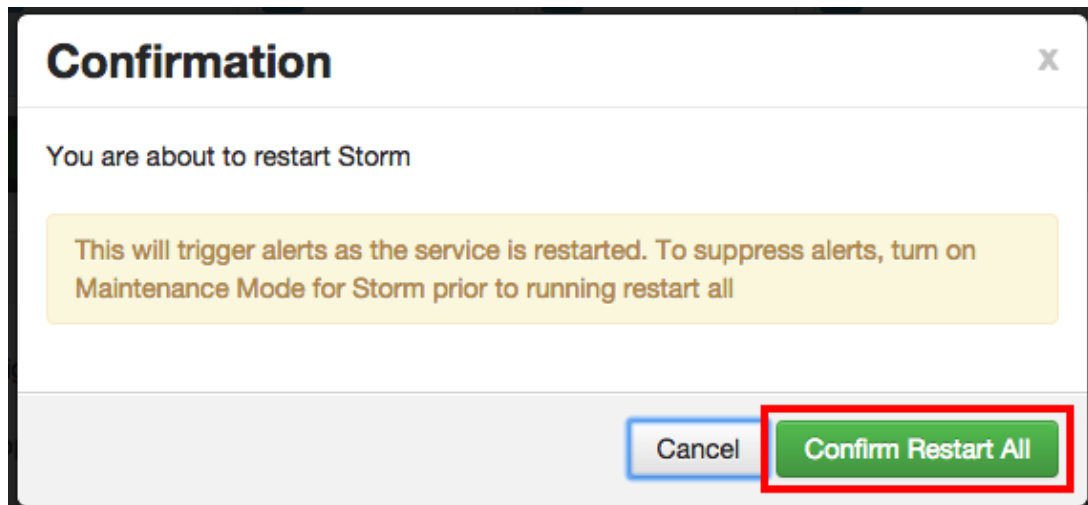 Confirmation
x
You are about to restart Storm
This will trigger alerts as the service is restarted. To suppress alerts, turn on
Maintenance Mode for Storm prior to running restart all
Cancel
Confirm Restart All